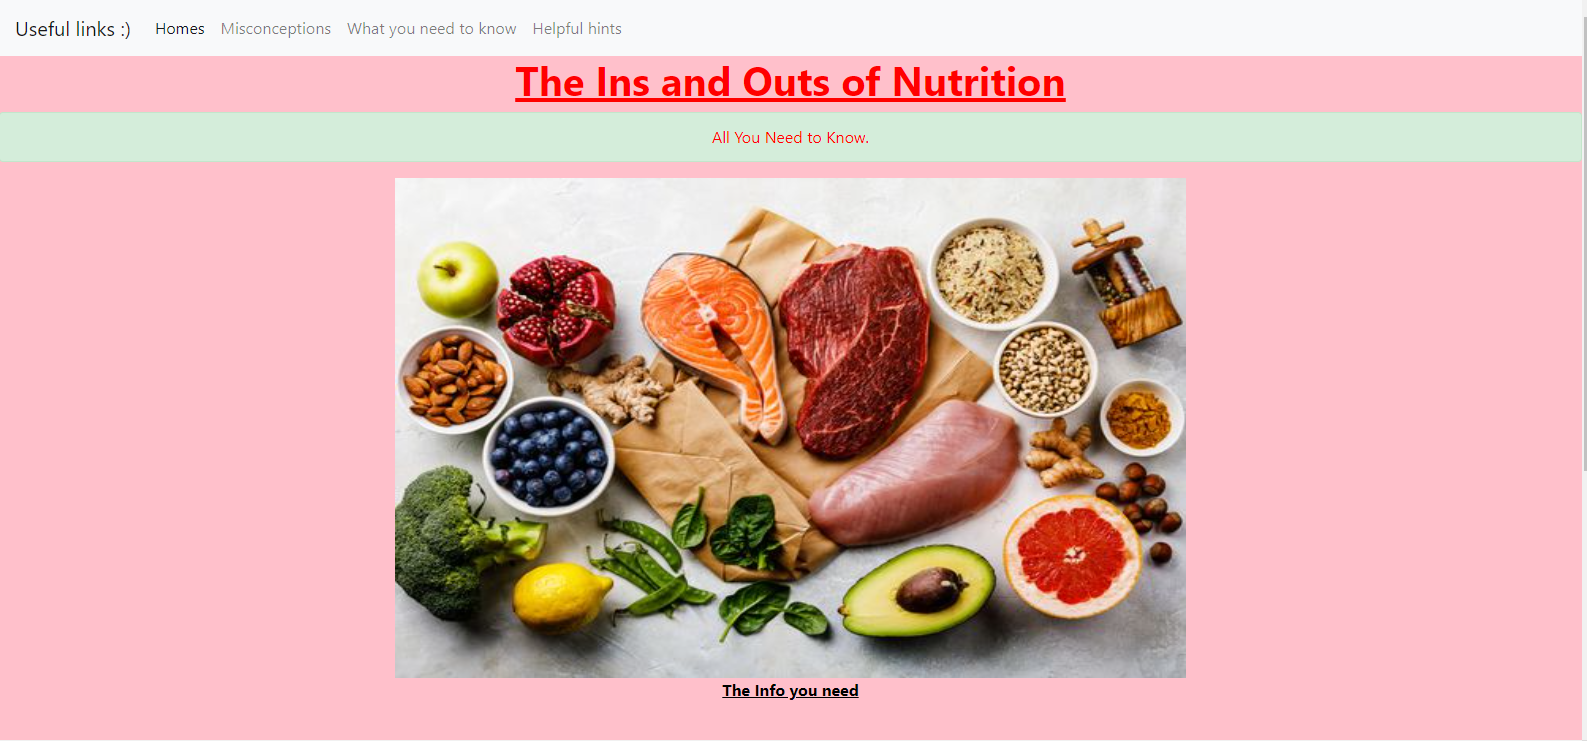 Useful links :) Homes Misconceptions What you need to know Helpful hints
The Ins and Outs of Nutrition
All You Need to Know.
The Info you need